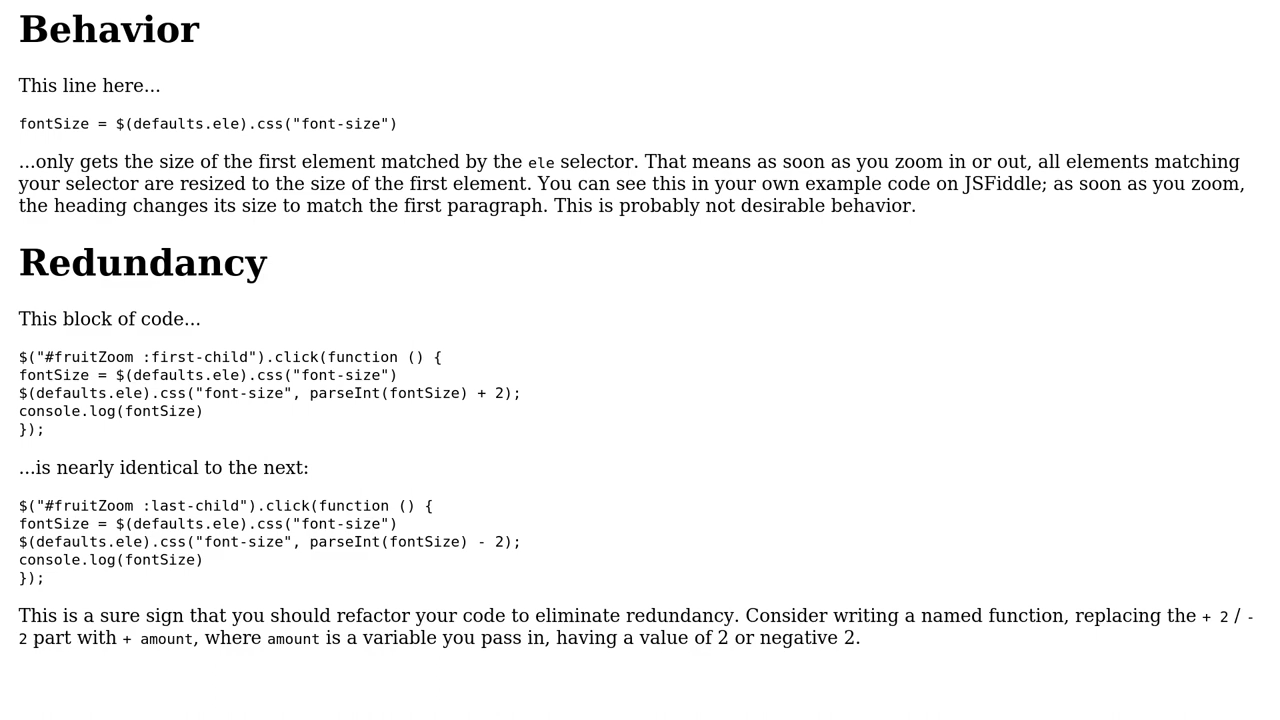 Behavior
This line here...
fontSize = $(defaults.ele).css("font-size")
...only gets the size of the first element matched by the ele selector. That means as soon as you zoom in or out, all elements matching
your selector are resized to the size of the first element. You can see this in your own example code on JSFiddle; as soon as you zoom,
the heading changes its size to match the first paragraph. This is probably not desirable behavior.
Redundancy
This block of code...
$("#fruitZoom :first-child").click(function () {
fontSize = $(defaults.ele).css("font-size")
$(defaults.ele).css("font-size", parseInt(fontSize) + 2);
console.log(fontSize)
});
...is nearly identical to the next:
$("#fruitZoom :last-child").click(function () {
fontSize = $(defaults.ele).css("font-size")
$(defaults.ele).css("font-size", parseInt(fontSize) - 2);
console.log(fontSize)
});
This is a sure sign that you should refactor your code to eliminate redundancy. Consider writing a named function, replacing the + 2 / -
2 part with + amount, where amount is a variable you pass in, having a value of 2 or negative 2.